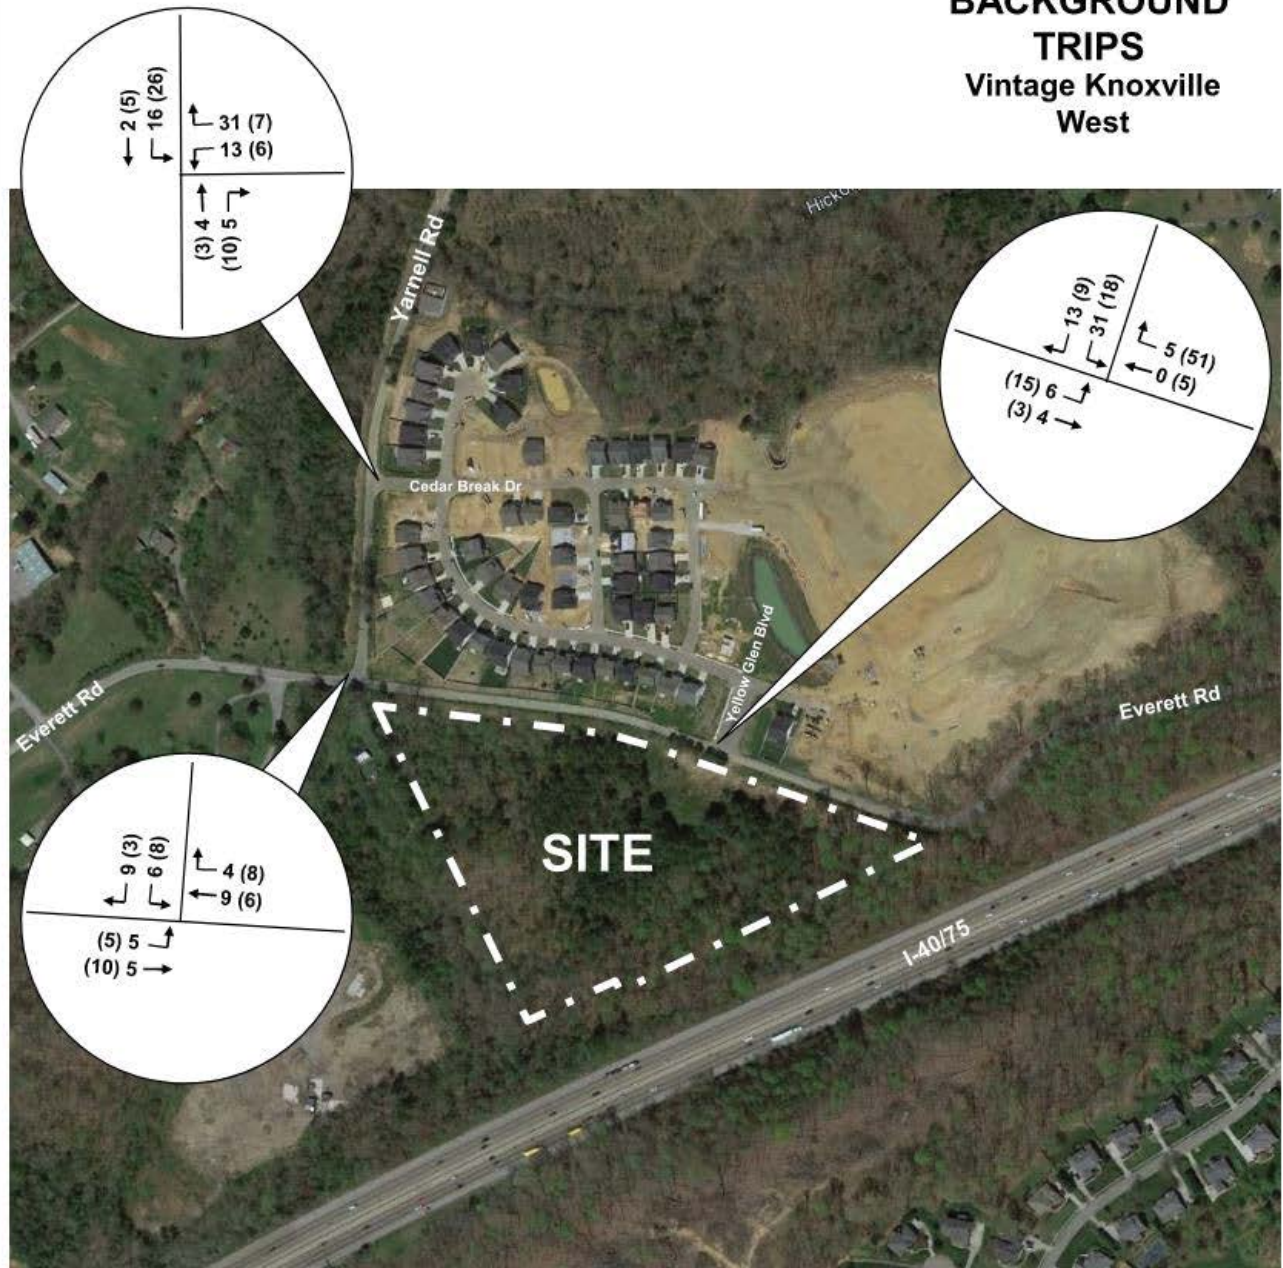 BACKGROUND
TRIPS
Vintage Knoxville
West
2 (5)
16 (26)
31 (7)
13 (6)
(3) 4
(10) 5
Yarnell Rd
13 (9)
31 (18)
5 (51)
0 (5)
(15) 6
(3) 4
Cedar Break Dr
Yellow Glen Blvd
Everett Rd
Everett Rd
9 (3)
6 (8)
4 (8)
9 (6)
(5) 5
(10) 5
SITE
I-40/75